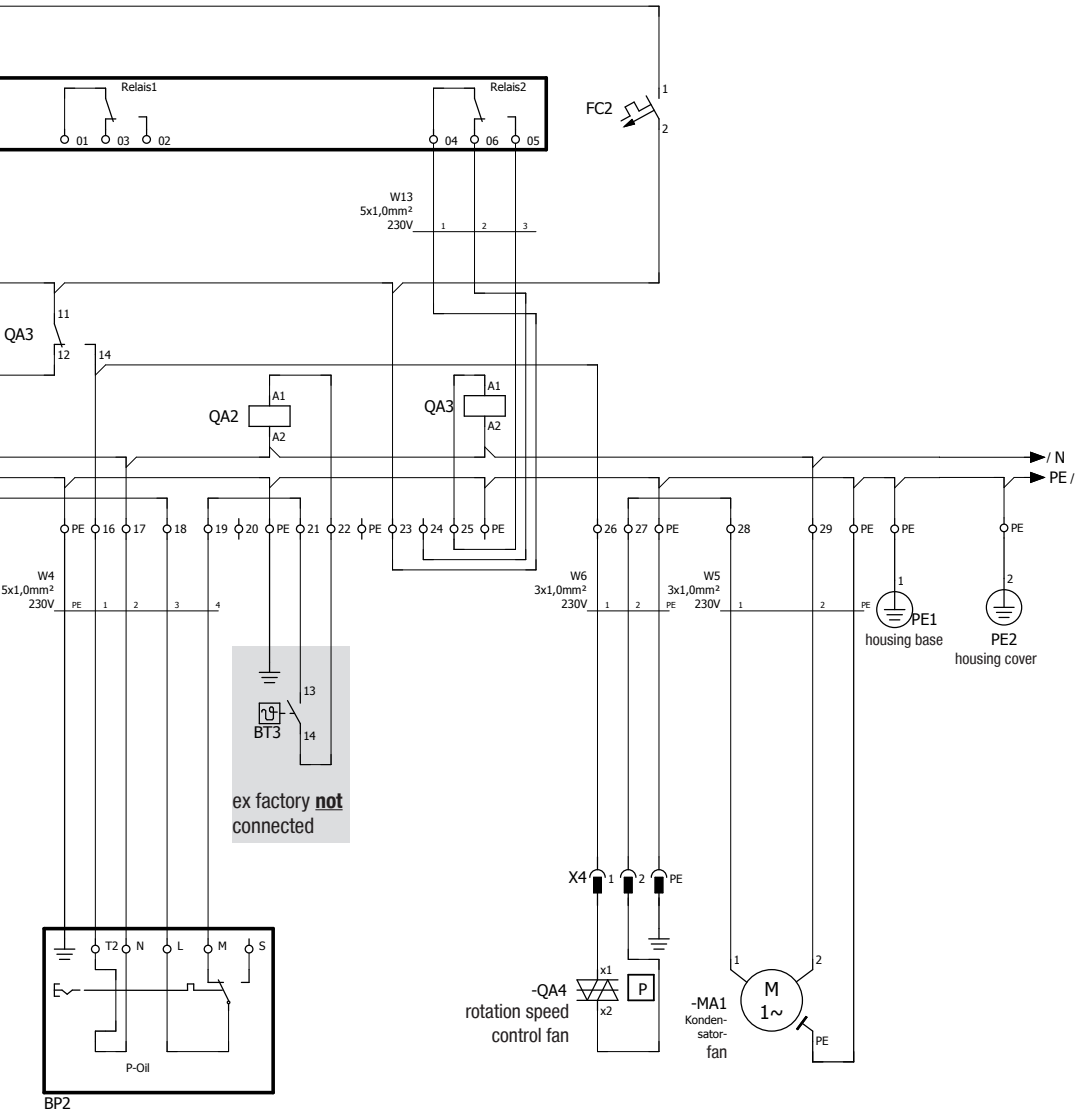 Relais1
Relais2
1
FC2
2
01 03 02
04 06 05
W13
5x1,0mm²
230V 1 2 3
11
QA3
12 14
A1
QA2
A2
A1
QA3
A2
/ N
PE /
PE 16 17 18 19 20 PE 21 22 PE 23 24 25 PE 26 27 PE 28 29 PE PE PE
W4
5x1,0mm²
230V PE 1 2 3 4
W6
3x1,0mm²
230V 1 2 PE
W5
3x1,0mm²
230V 1 2 PE
1
PE1
housing base
2
PE2
housing cover
13
ϑ
BT3
14
ex factory not
connected
X4 1 2 PE
T2 N L M S
P-Oil
BP2
x1
-QA4
x2
rotation speed
control fan
P
1 2
M
1~
-MA1
Konden-
sator-
fan
PE